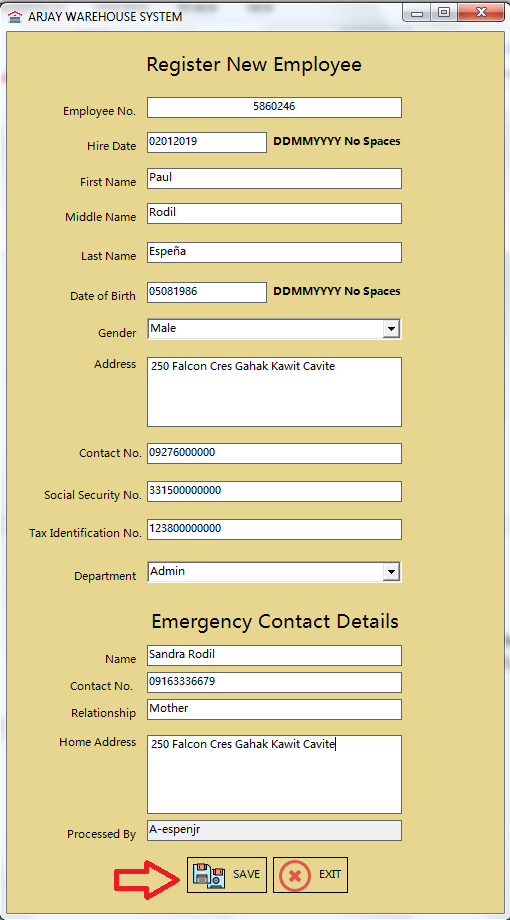 ARJAY WAREHOUSE SYSTEM
Register New Employee
Employee No. 5860246
Hire Date 02012019 DDMMYYYY No Spaces
First Name Paul
Middle Name Rodil
Last Name Espeña
Date of Birth 05081986 DDMMYYYY No Spaces
Gender Male
Address 250 Falcon Cres Gahak Kawit Cavite
Contact No. 09276000000
Social Security No. 331500000000
Tax Identification No. 123800000000
Department Admin
Emergency Contact Details
Name Sandra Rodil
Contact No. 09163336679
Relationship Mother
Home Address 250 Falcon Cres Gahak Kawit Cavite
Processed By A-espenjr
SAVE EXIT